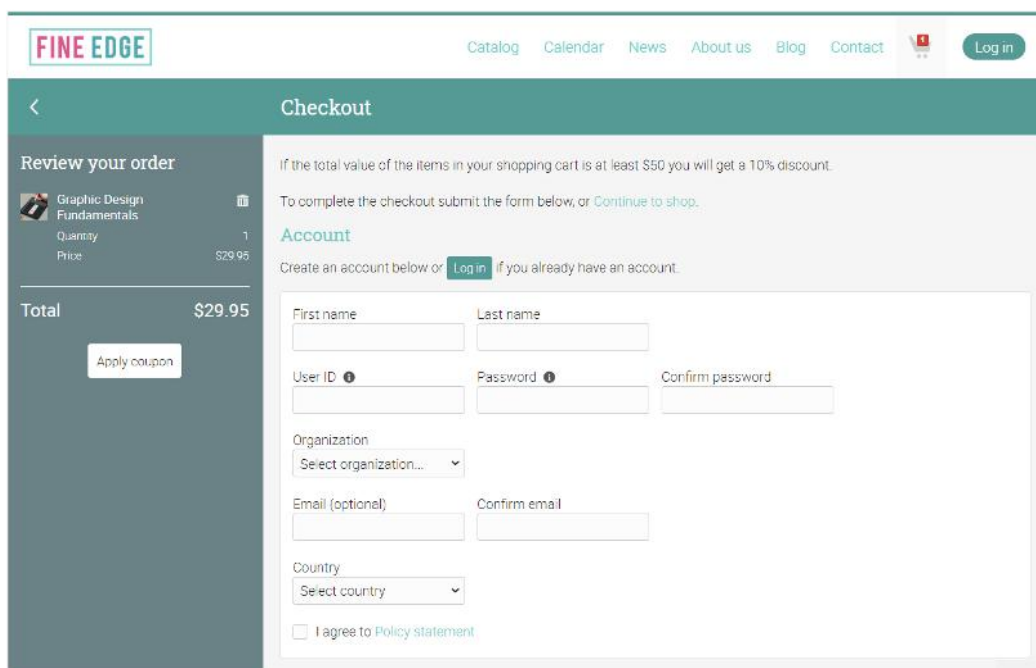 FINE EDGE
Catalog Calendar News About us Blog Contact 1 Log in
Checkout
Review your order
Graphic Design
Fundamentals
Quantity 1
Price $29.95
Total $29.95
Apply coupon
If the total value of the items in your shopping cart is at least $50 you will get a 10% discount.
To complete the checkout submit the form below, or Continue to shop.
Account
Create an account below or Log in if you already have an account.
First name Last name
User ID Password Confirm password
Organization
Select organization...
Email (optional) Confirm email
Country
Select country
I agree to Policy statement